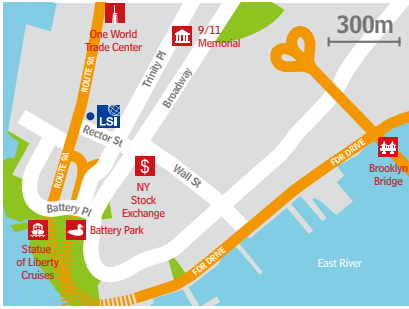 One World
Trade Center
9/11
Memorial
300m
ROUTE 9A
Trinity Pl
Broadway
LSI
Rector St
Wall St
FDR DRIVE
Brooklyn
Bridge
ROUTE 9A
$
NY
Stock
Exchange
Battery Pl
Battery Park
Statue
of Liberty
Cruises
FDR DRIVE
East River